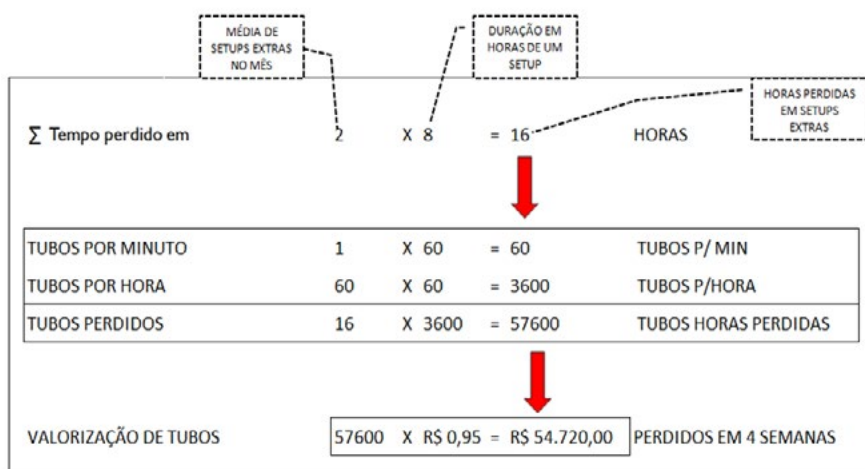 MÉDIA DE
SETUPS EXTRAS
NO MÊS
DURAÇÃO EM
HORAS DE UM
SETUP
HORAS PERDIDAS
EM SETUPS
EXTRAS
∑ Tempo perdido em 2 X 8 = 16 HORAS
TUBOS POR MINUTO 1 X 60 = 60 TUBOS P/ MIN
TUBOS POR HORA 60 X 60 = 3600 TUBOS P/HORA
TUBOS PERDIDOS 16 X 3600 = 57600 TUBOS HORAS PERDIDAS
VALORIZAÇÃO DE TUBOS 57600 X R$ 0,95 = R$ 54.720,00 PERDIDOS EM 4 SEMANAS